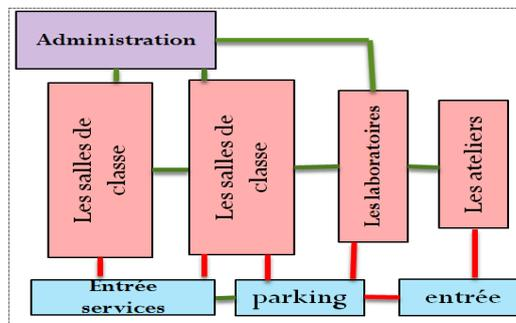 Administration
Les salles de
classe
Les salles de
classe
Les laboratoires
Les ateliers
Entrée
services
parking
entrée